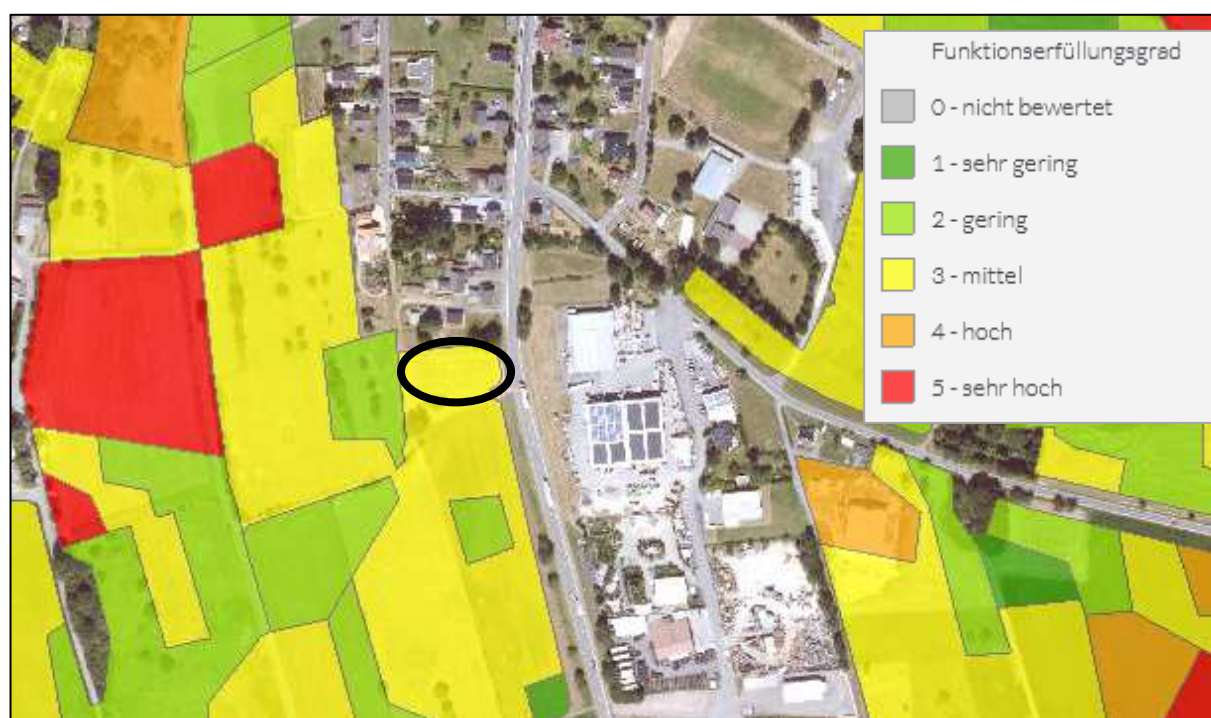 Funktionserfüllungsgrad
0 - nicht bewertet
1 - sehr gering
2 - gering
3 - mittel
4 - hoch
5 - sehr hoch